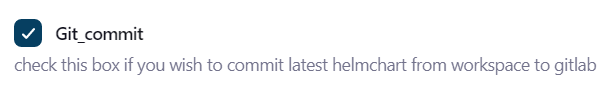 Git_commit
check this box if you wish to commit latest helmchart from workspace to gitlab